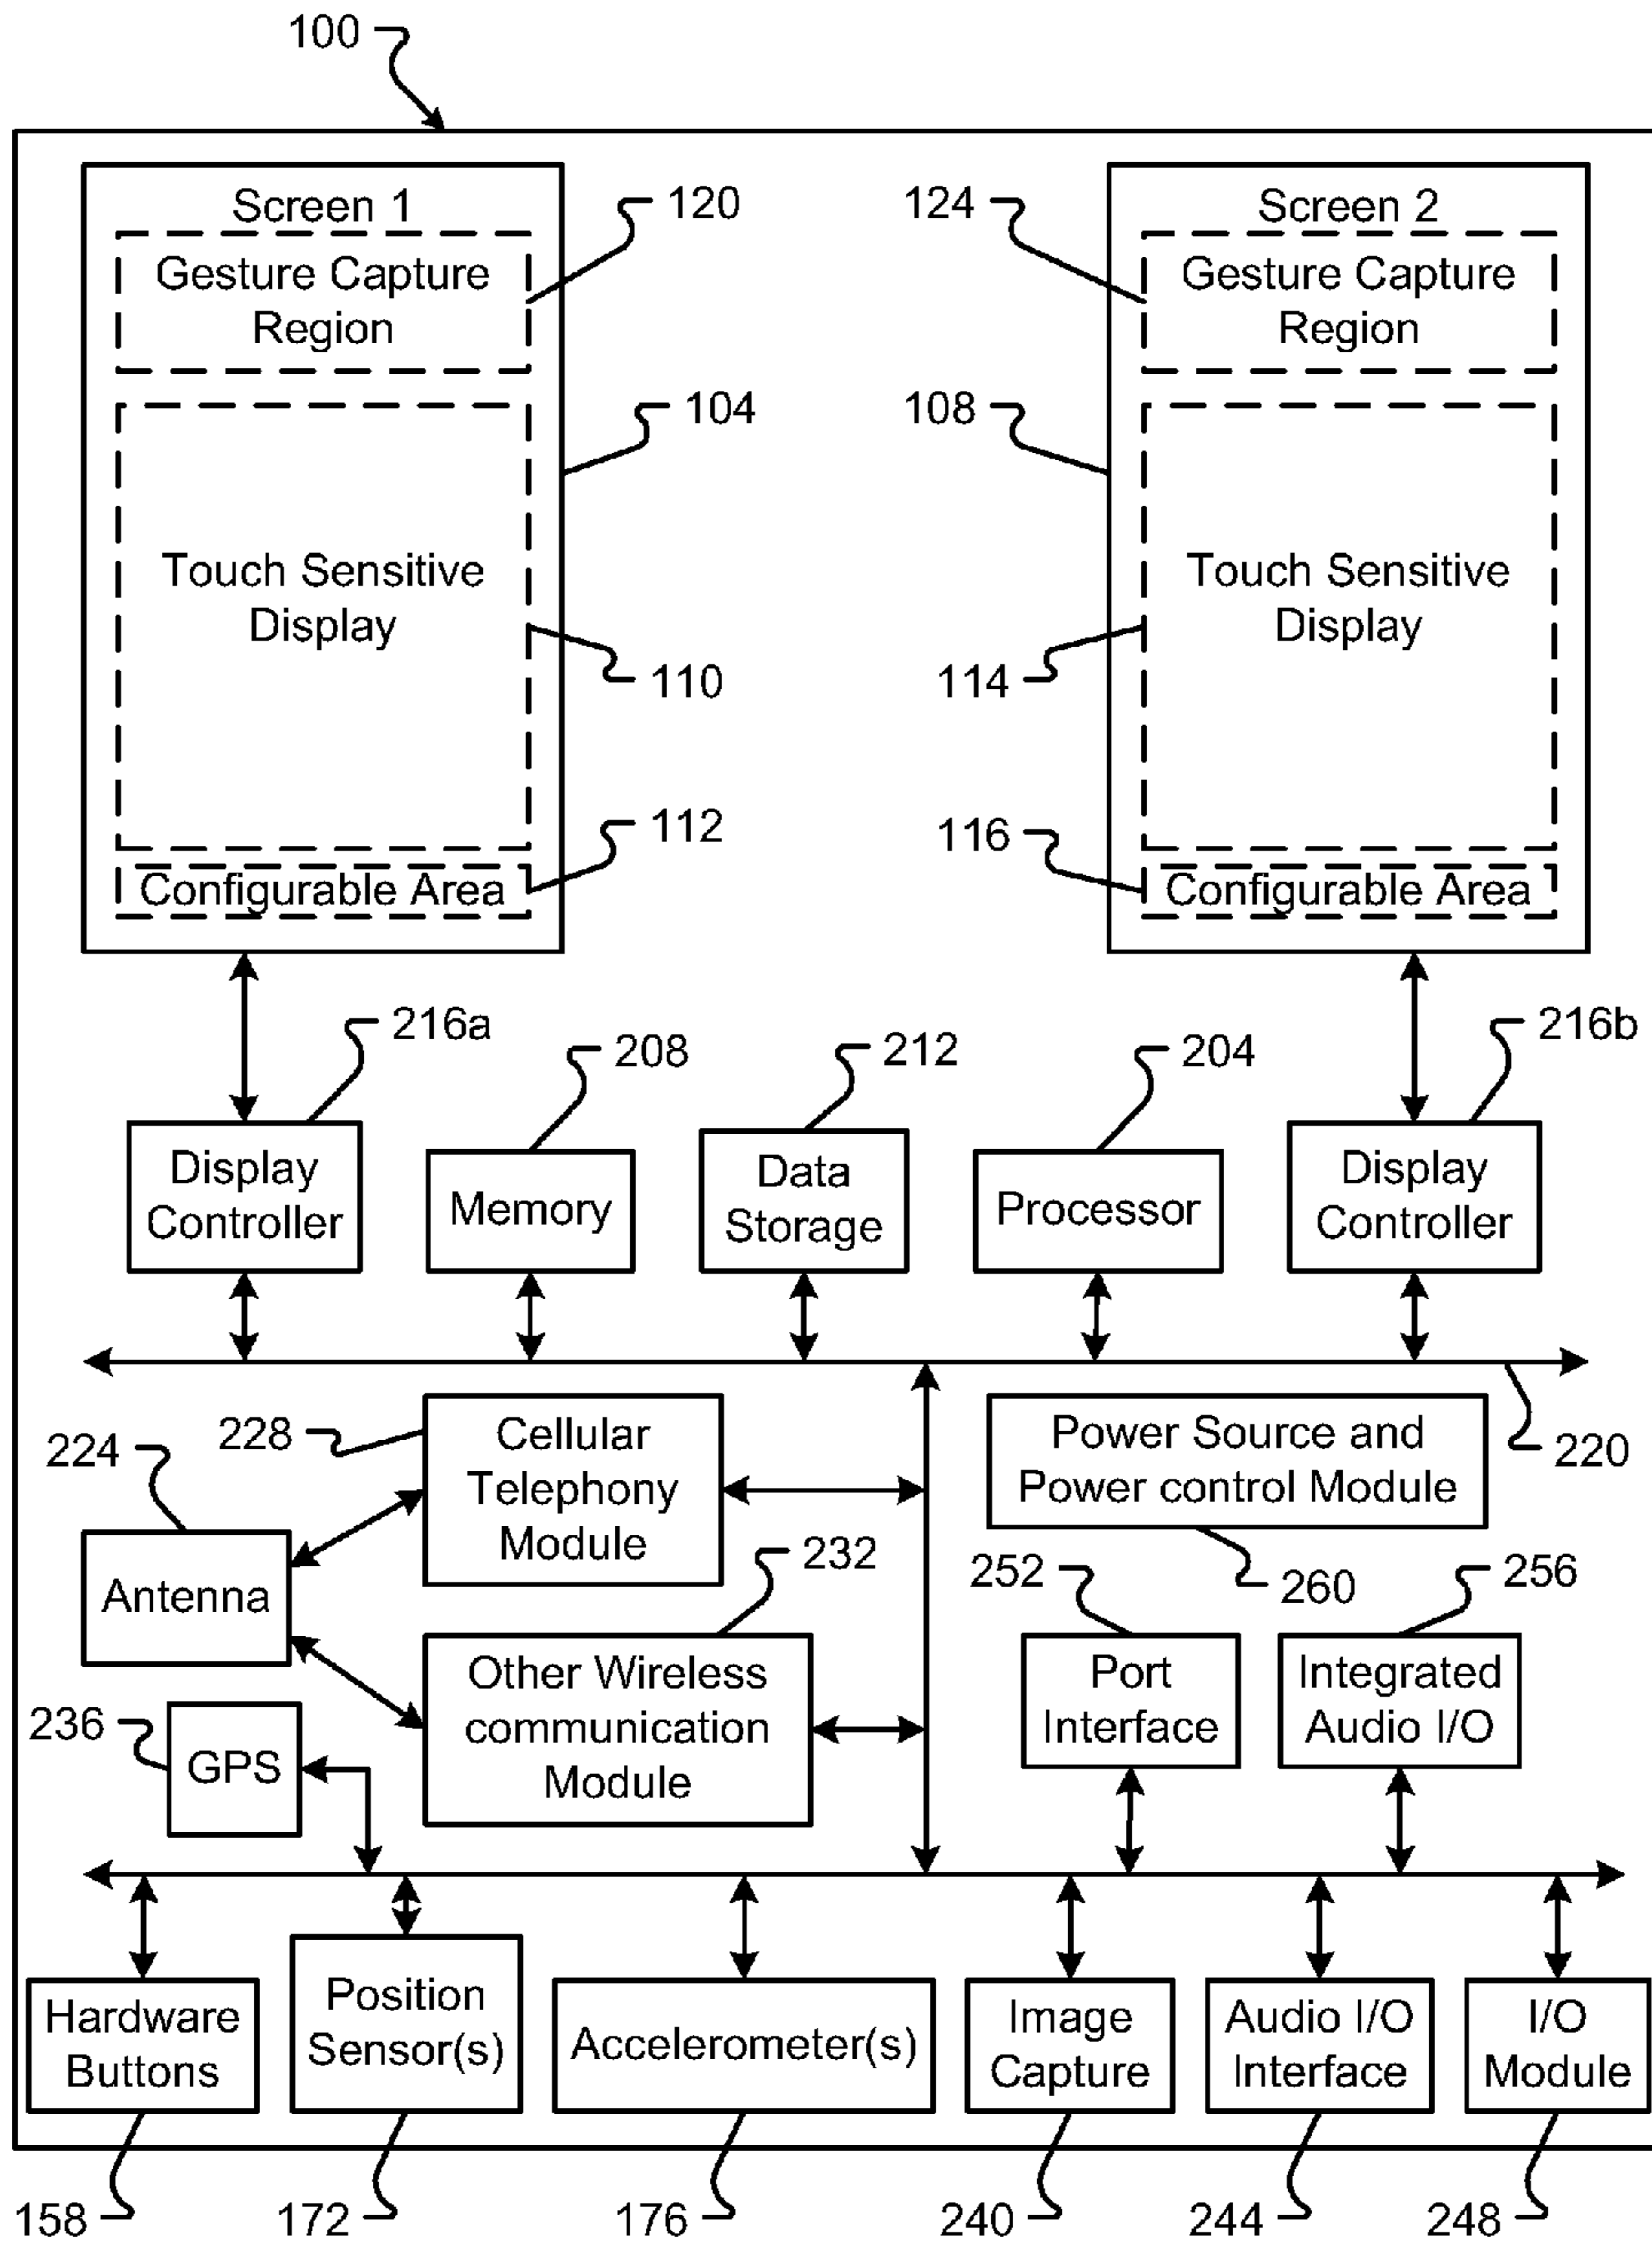 100
Screen 1
Gesture Capture
Region
120
Touch Sensitive
Display
104
110
Configurable Area
112
Screen 2
124
Gesture Capture
Region
108
Touch Sensitive
Display
114
116
Configurable Area
216a
208
212
204
216b
Display
Controller
Memory
Data
Storage
Processor
Display
Controller
220
224
228
Cellular
Telephony
Module
Power Source and
Power control Module
260
Antenna
232
Other Wireless
communication
Module
252
256
Port
Interface
Integrated
Audio I/O
236
GPS
Hardware
Buttons
Position
Sensor(s)
Accelerometer(s)
Image
Capture
Audio I/O
Interface
I/O
Module
158
172
176
240
244
248